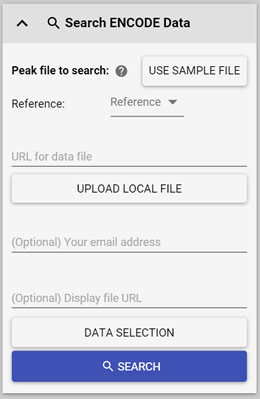 Search ENCODE Data
Peak file to search: ? USE SAMPLE FILE
Reference: Reference
URL for data file
UPLOAD LOCAL FILE
(Optional) Your email address
(Optional) Display file URL
DATA SELECTION
SEARCH